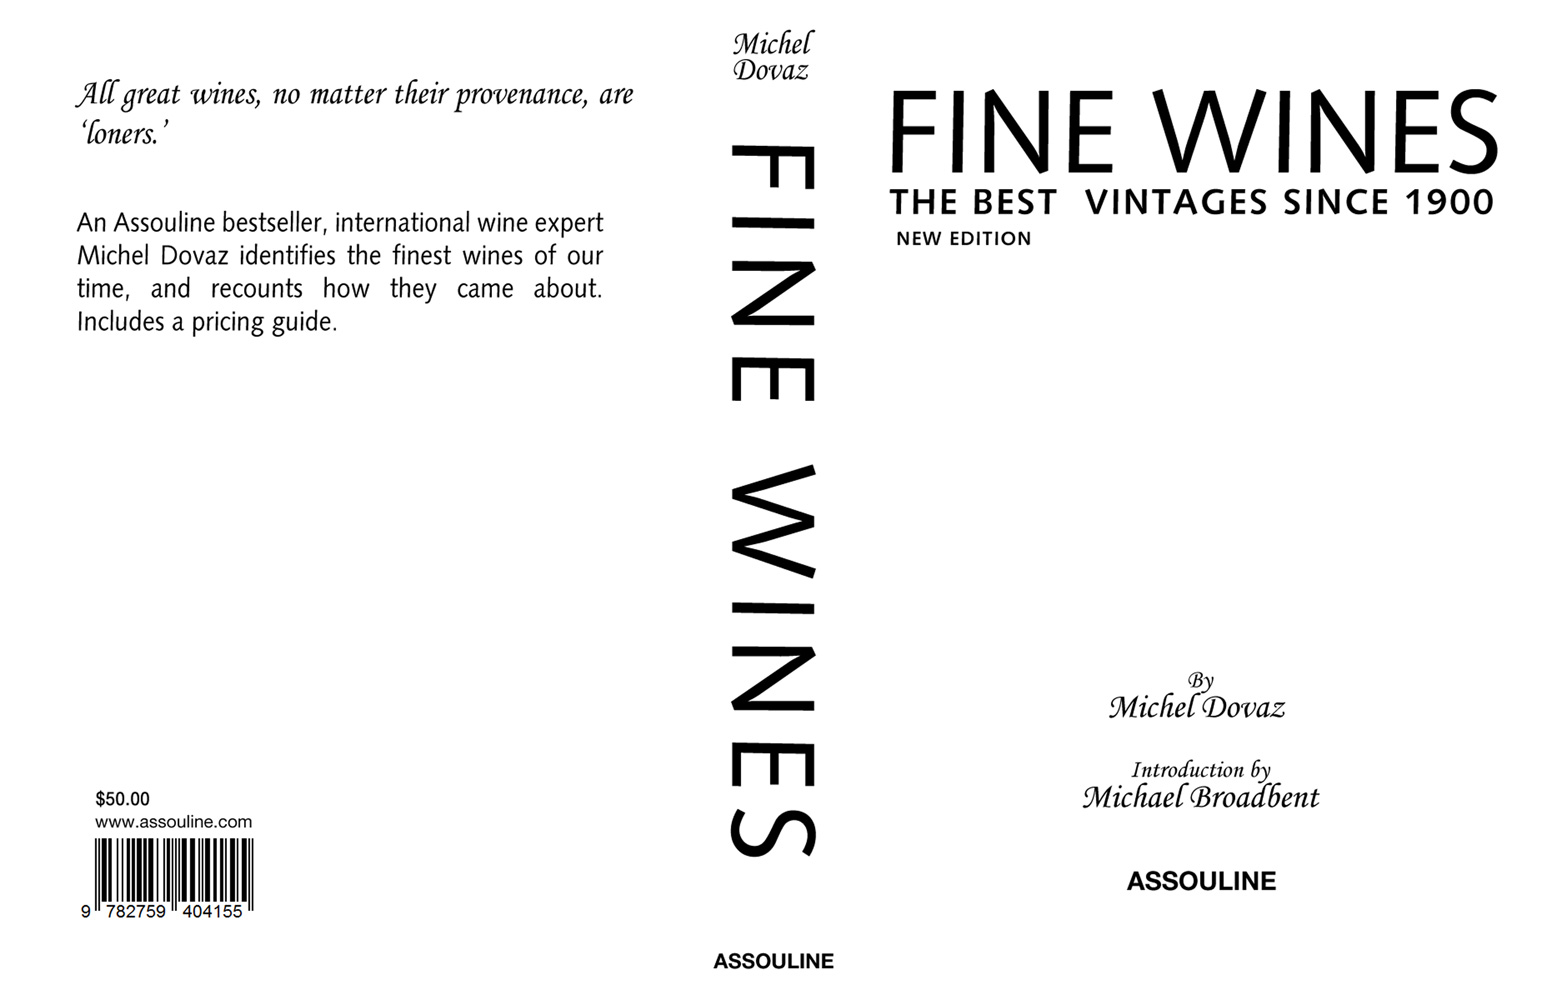 All great wines, no matter their provenance, are
‘loners.’
An Assouline bestseller, international wine expert
Michel Dovaz identifies the finest wines of our
time, and recounts how they came about.
Includes a pricing guide.
$50.00
www.assouline.com
9 782759 404155
Michel
Dovaz
FINE WINES
ASSOULINE
FINE WINES
THE BEST VINTAGES SINCE 1900
NEW EDITION
By
Michel Dovaz
Introduction by
Michael Broadbent
ASSOULINE